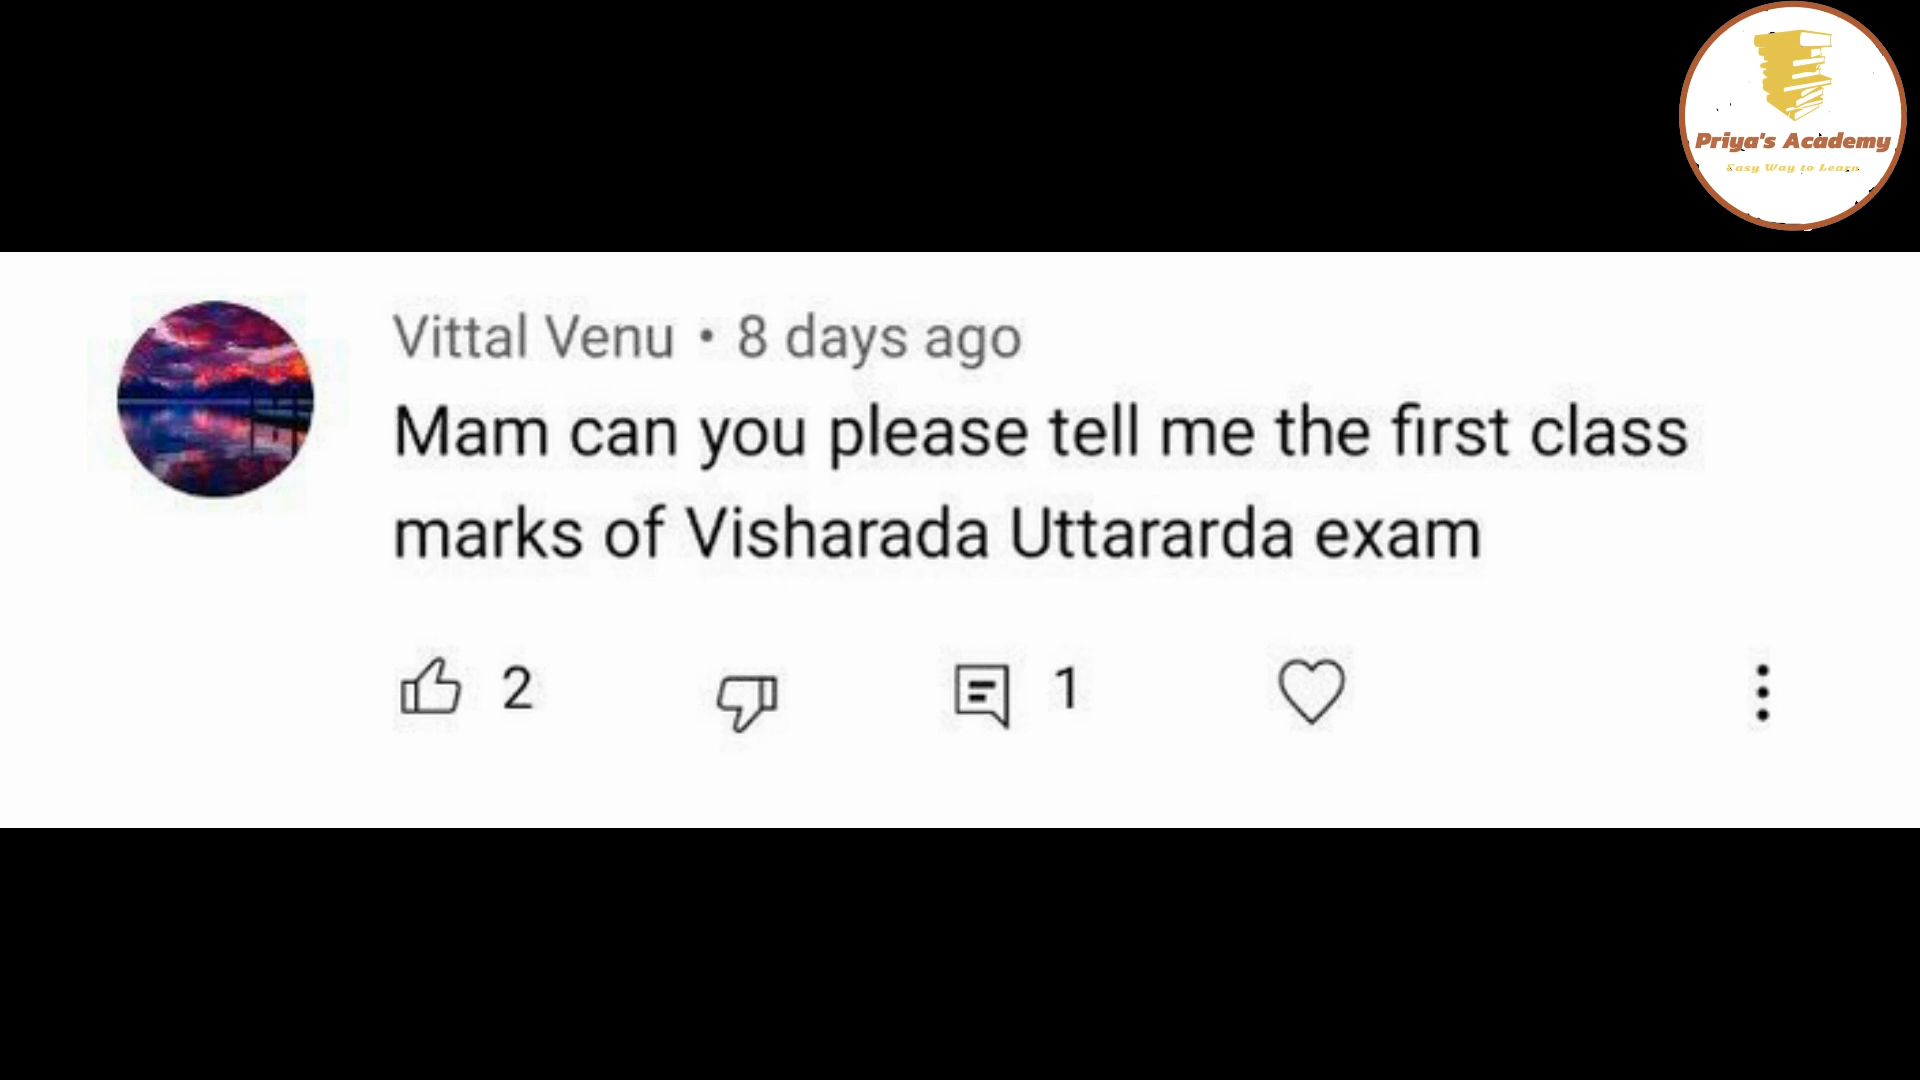 Priya's Academy
Easy Way to Learn
Vittal Venu • 8 days ago
Mam can you please tell me the first class
marks of Visharada Uttararda exam
2
1